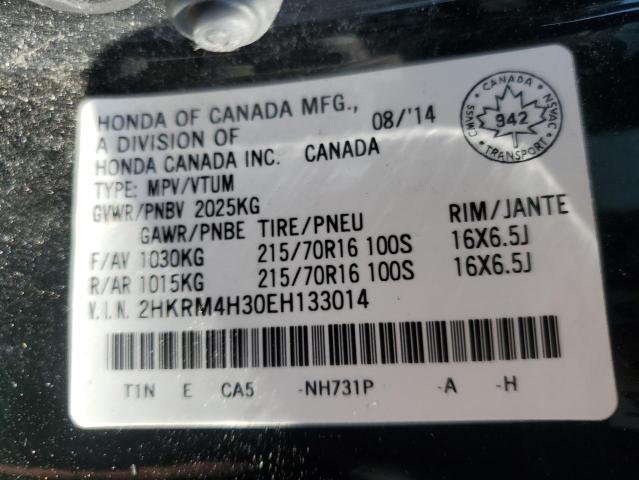 HONDA OF CANADA MFG.,
A DIVISION OF
HONDA CANADA INC. CANADA
08/'14
CANADA
CMVSS
942
NSVAC
TRANSPORT
TYPE: MPV/VTUM
GVWR/PNBV 2025KG
GAWR/PNBE TIRE/PNEU RIM/JANTE
F/AV 1030KG 215/70R16 100S 16X6.5J
R/AR 1015KG 215/70R16 100S 16X6.5J
V.I.N. 2HKRM4H30EH133014
T1N E CA5 -NH731P -A -H